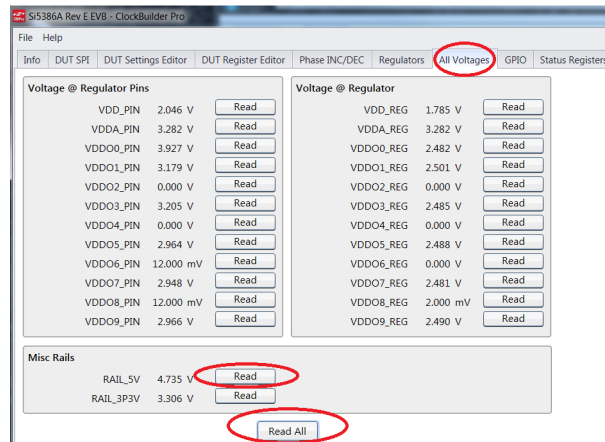 Si5386A Rev E EVB - ClockBuilder Pro
File Help
Info DUT SPI DUT Settings Editor DUT Register Editor Phase INC/DEC Regulators All Voltages GPIO Status Registers
Voltage @ Regulator Pins
VDD_PIN 2.046 V Read
VDDA_PIN 3.282 V Read
VDDO0_PIN 3.927 V Read
VDDO1_PIN 3.179 V Read
VDDO2_PIN 0.000 V Read
VDDO3_PIN 3.205 V Read
VDDO4_PIN 0.000 V Read
VDDO5_PIN 2.964 V Read
VDDO6_PIN 12.000 mV Read
VDDO7_PIN 2.948 V Read
VDDO8_PIN 12.000 mV Read
VDDO9_PIN 2.966 V Read
Voltage @ Regulator
VDD_REG 1.785 V Read
VDDA_REG 3.282 V Read
VDDO0_REG 2.482 V Read
VDDO1_REG 2.501 V Read
VDDO2_REG 0.000 V Read
VDDO3_REG 2.485 V Read
VDDO4_REG 0.000 V Read
VDDO5_REG 2.488 V Read
VDDO6_REG 0.000 V Read
VDDO7_REG 2.481 V Read
VDDO8_REG 2.000 mV Read
VDDO9_REG 2.490 V Read
Misc Rails
RAIL_5V 4.735 V Read
RAIL_3P3V 3.306 V Read
Read All